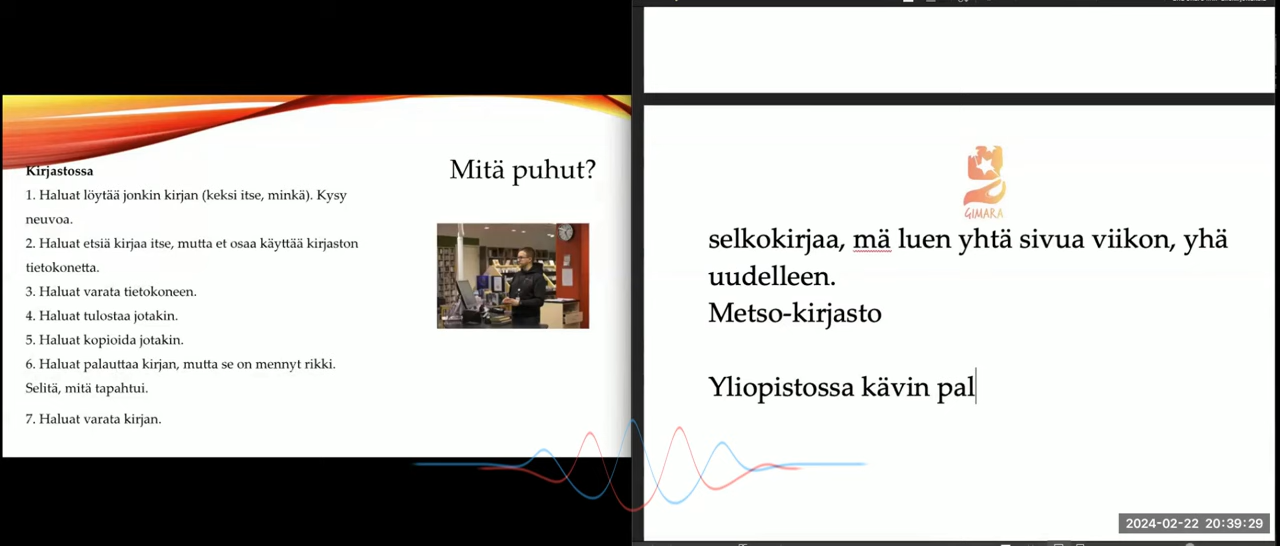 Kirjastossa
1. Haluat löytää jonkin kirjan (keksi itse, minkä). Kysy
neuvoa.
2. Haluat etsiä kirjaa itse, mutta et osaa käyttää kirjaston
tietokonetta.
3. Haluat varata tietokoneen.
4. Haluat tulostaa jotakin.
5. Haluat kopioida jotakin.
6. Haluat palauttaa kirjan, mutta se on mennyt rikki.
Selitä, mitä tapahtui.
7. Haluat varata kirjan.
Mitä puhut?
GIMARA
selkokirjaa, mä luen yhtä sivua viikon, yhä
uudelleen.
Metso-kirjasto
Yliopistossa kävin pal
2024-02-22 20:39:29